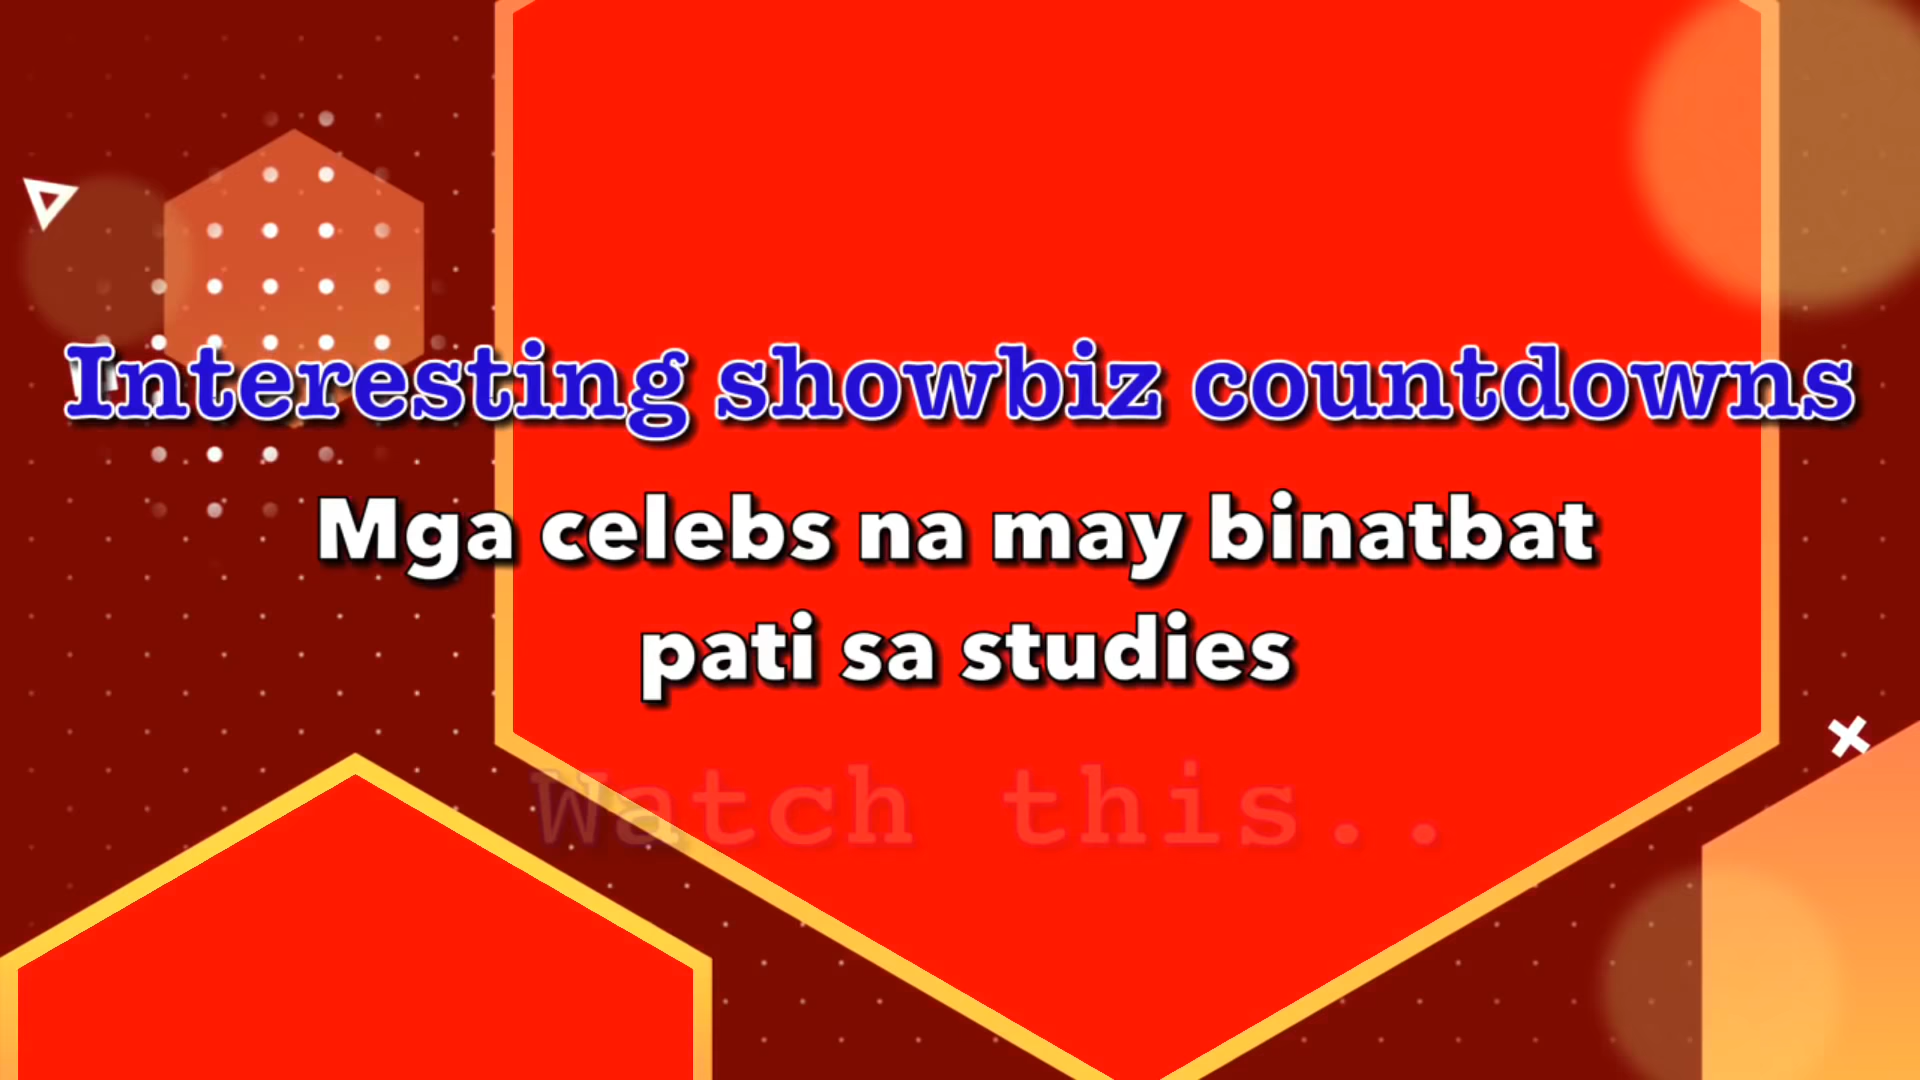 Interesting showbiz countdowns
Mga celebs na may binatbat
pati sa studies
Watch this..